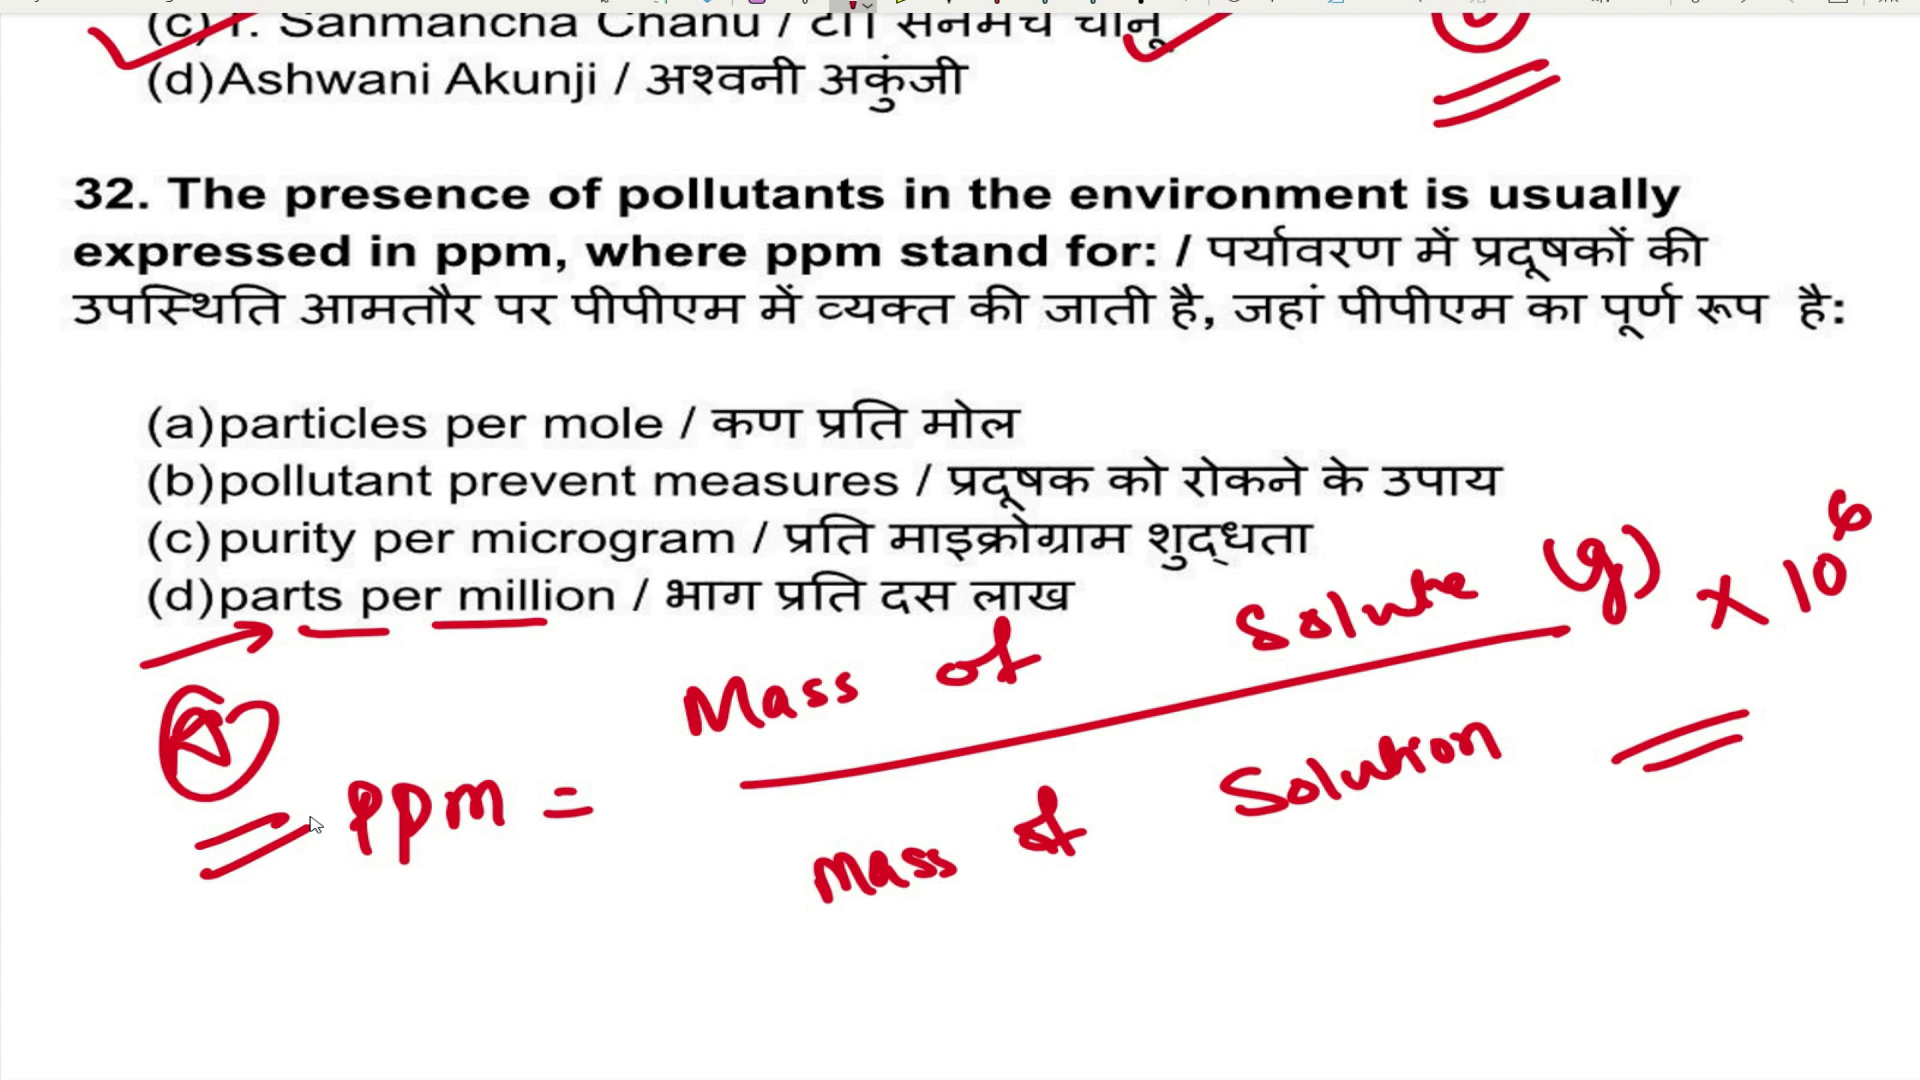 (c) T. Sanmancha Chanu / टी। सनमच चानू
(d)Ashwani Akunji / अश्वनी अकुंजी
32. The presence of pollutants in the environment is usually
expressed in ppm, where ppm stand for: / पर्यावरण में प्रदूषकों की
उपस्थिति आमतौर पर पीपीएम में व्यक्त की जाती है, जहां पीपीएम का पूर्ण रूप है:
(a)particles per mole / कण प्रति मोल
(b)pollutant prevent measures / प्रदूषक को रोकने के उपाय
(c)purity per microgram / प्रति माइक्रोग्राम शुद्धता
(d)parts per million / भाग प्रति दस लाख
Mass of Solute (g) × 10⁶
ppm =
Mass of Solution